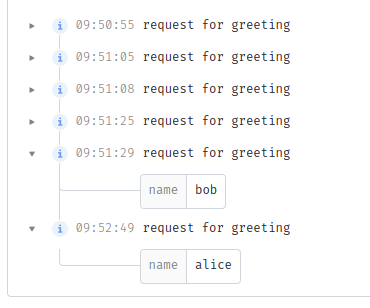 i 09:50:55 request for greeting
i 09:51:05 request for greeting
i 09:51:08 request for greeting
i 09:51:25 request for greeting
i 09:51:29 request for greeting
name bob
i 09:52:49 request for greeting
name alice